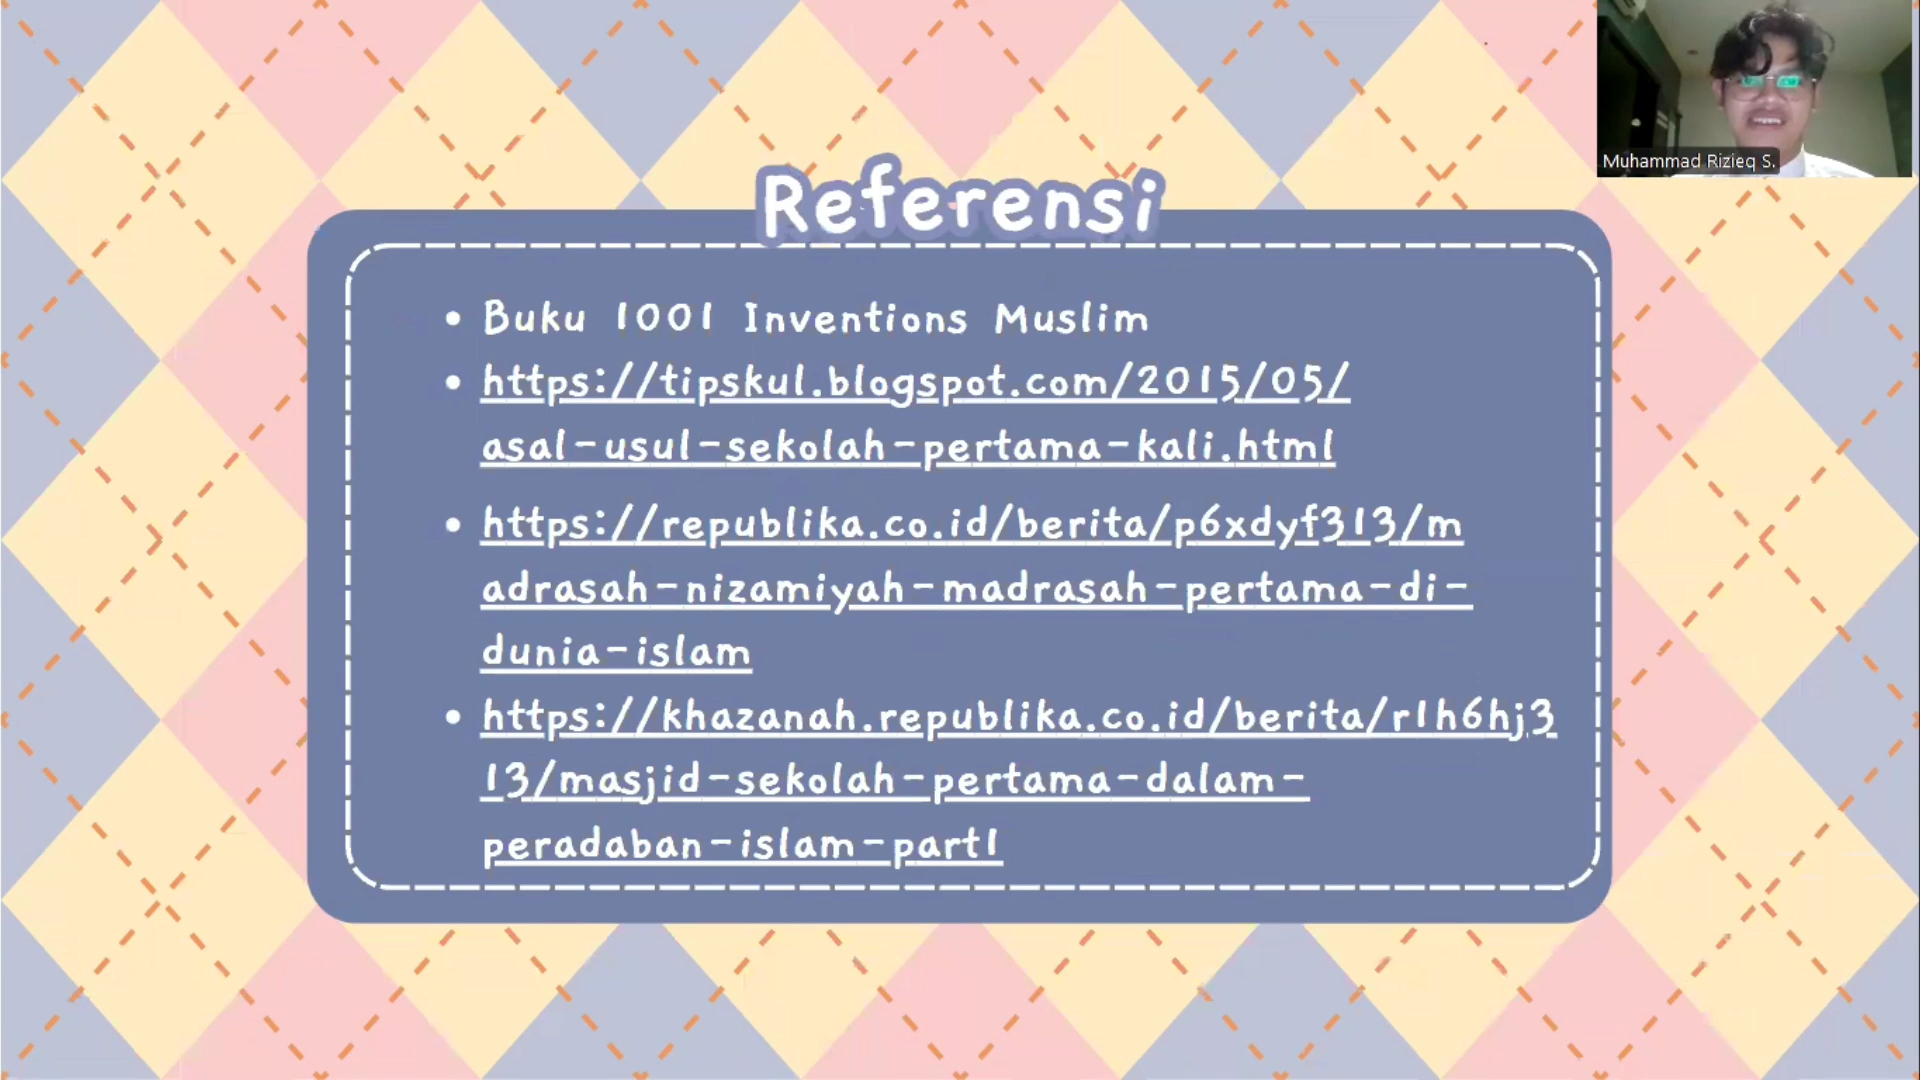 Muhammad Rizieq S.
Referensi
• Buku 1001 Inventions Muslim
• https://tipskul.blogspot.com/2015/05/
asal-usul-sekolah-pertama-kali.html
• https://republika.co.id/berita/p6xdyf313/m
adrasah-nizamiyah-madrasah-pertama-di-
dunia-islam
• https://khazanah.republika.co.id/berita/r1h6hj3
13/masjid-sekolah-pertama-dalam-
peradaban-islam-part1